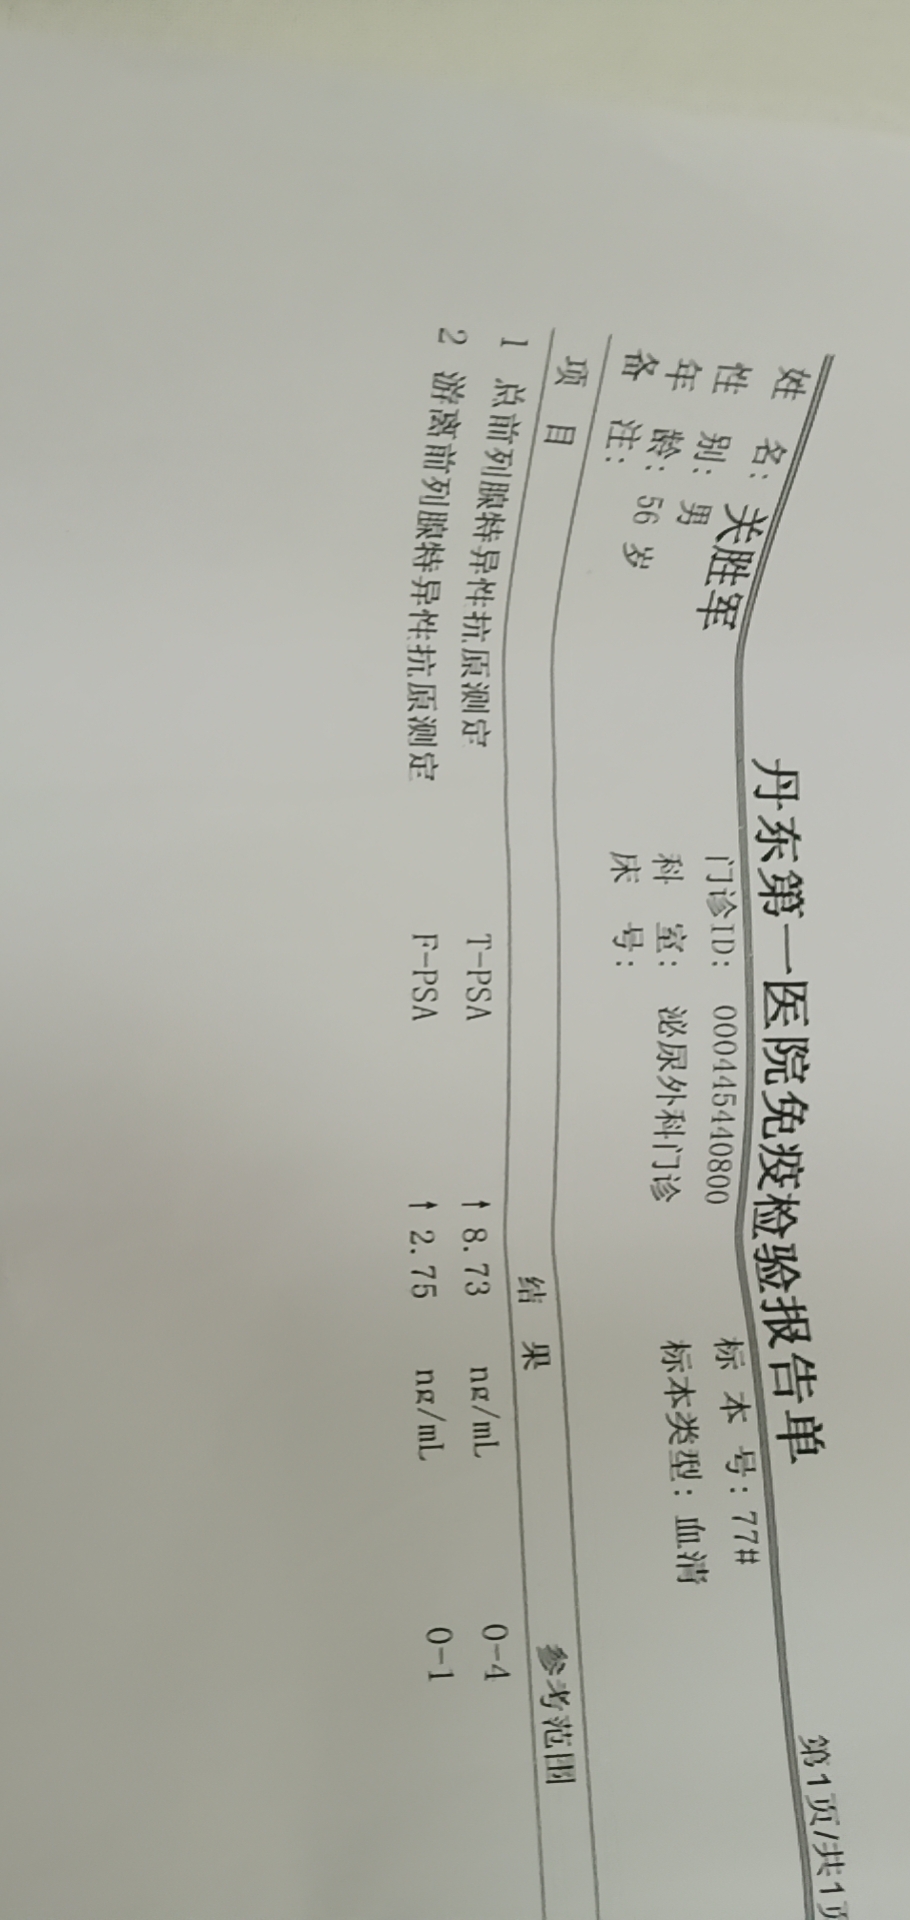 丹东第一医院免疫检验报告单
第1页/共1页
姓 名: 关胜军 门诊ID: 000445440800 标 本 号: 77#
性 别: 男 科 室: 泌尿外科门诊 标本类型: 血清
年 龄: 56 岁 床 号:
备 注:
项 目 结 果 参考范围
1 总前列腺特异性抗原测定 T-PSA ↑ 8.73 ng/mL 0-4
2 游离前列腺特异性抗原测定 F-PSA ↑ 2.75 ng/mL 0-1